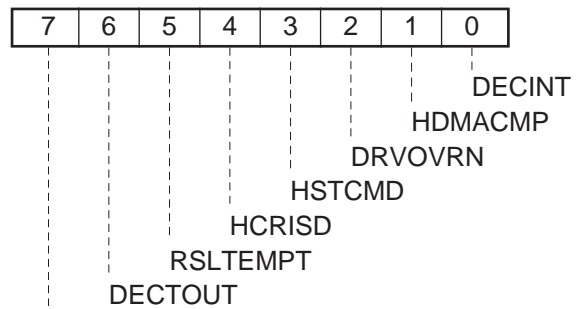 7 6 5 4 3 2 1 0
DECINT
HDMACMP
DRVOVRN
HSTCMD
HCRISD
RSLTEMPT
DECTOUT